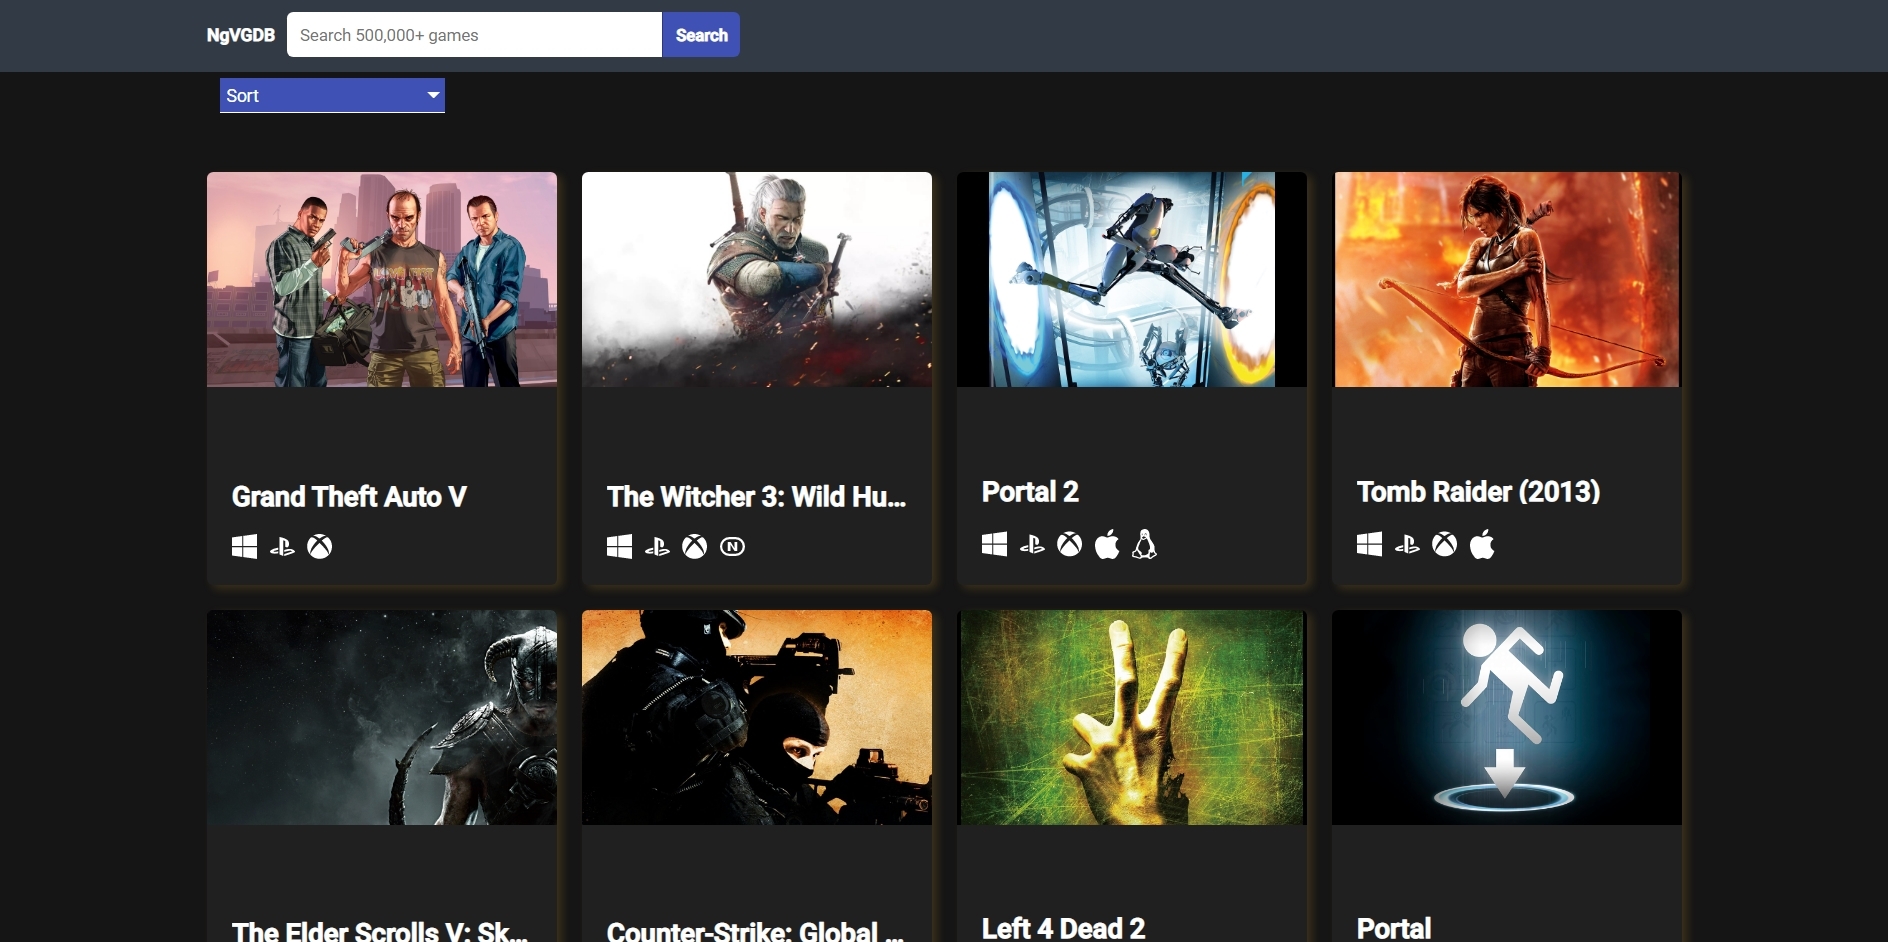 NgVGDB
Search 500,000+ games
Search
Sort
Grand Theft Auto V
The Witcher 3: Wild Hu...
Portal 2
Tomb Raider (2013)
The Elder Scrolls V: Sk...
Counter-Strike: Global ...
Left 4 Dead 2
Portal